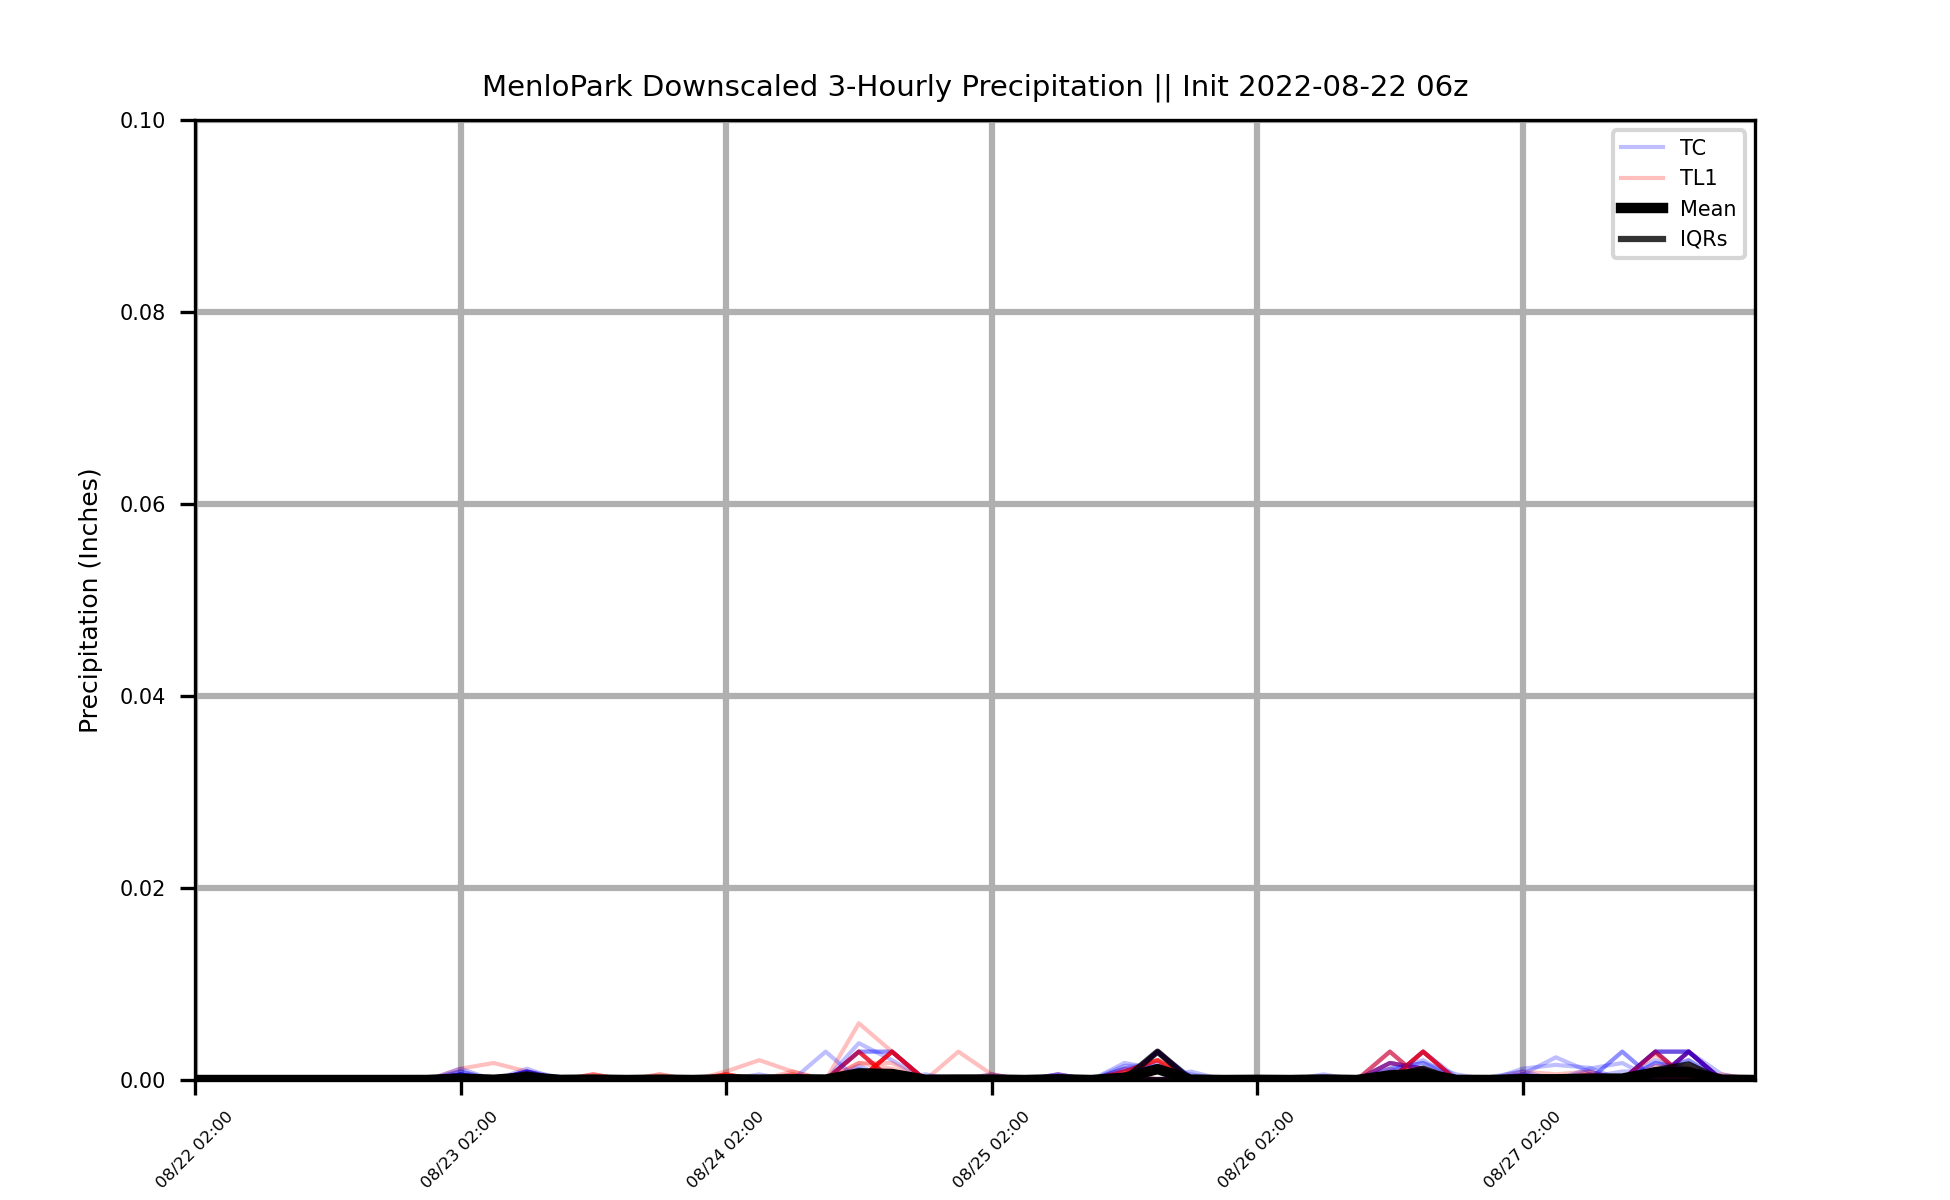 MenloPark Downscaled 3-Hourly Precipitation || Init 2022-08-22 06z
Precipitation (Inches)
0.10
0.08
0.06
0.04
0.02
0.00
TC
TL1
Mean
IQRs
08/22 02:00
08/23 02:00
08/24 02:00
08/25 02:00
08/26 02:00
08/27 02:00